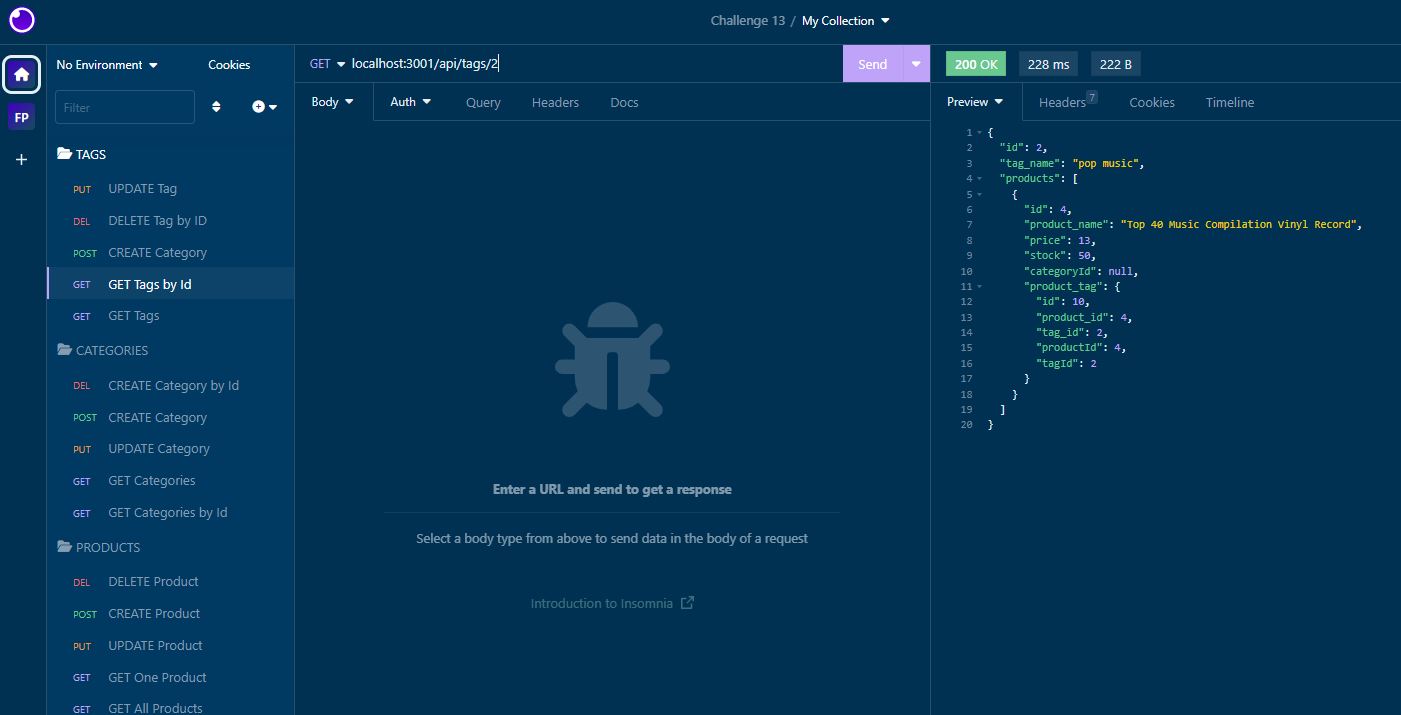 Challenge 13 / My Collection
No Environment Cookies
GET localhost:3001/api/tags/2 Send
200 OK 228 ms 222 B
Filter
FP
Body Auth Query Headers Docs
Preview Headers 7 Cookies Timeline
TAGS
PUT UPDATE Tag
DEL DELETE Tag by ID
POST CREATE Category
GET GET Tags by Id
GET GET Tags
CATEGORIES
DEL CREATE Category by Id
POST CREATE Category
PUT UPDATE Category
GET GET Categories
GET GET Categories by Id
PRODUCTS
DEL DELETE Product
POST CREATE Product
PUT UPDATE Product
GET GET One Product
GET GET All Products
Enter a URL and send to get a response
Select a body type from above to send data in the body of a request
Introduction to Insomnia
1 {
2 "id": 2,
3 "tag_name": "pop music",
4 "products": [
5 {
6 "id": 4,
7 "product_name": "Top 40 Music Compilation Vinyl Record",
8 "price": 13,
9 "stock": 50,
10 "categoryId": null,
11 "product_tag": {
12 "id": 10,
13 "product_id": 4,
14 "tag_id": 2,
15 "productId": 4,
16 "tagId": 2
17 }
18 }
19 ]
20 }